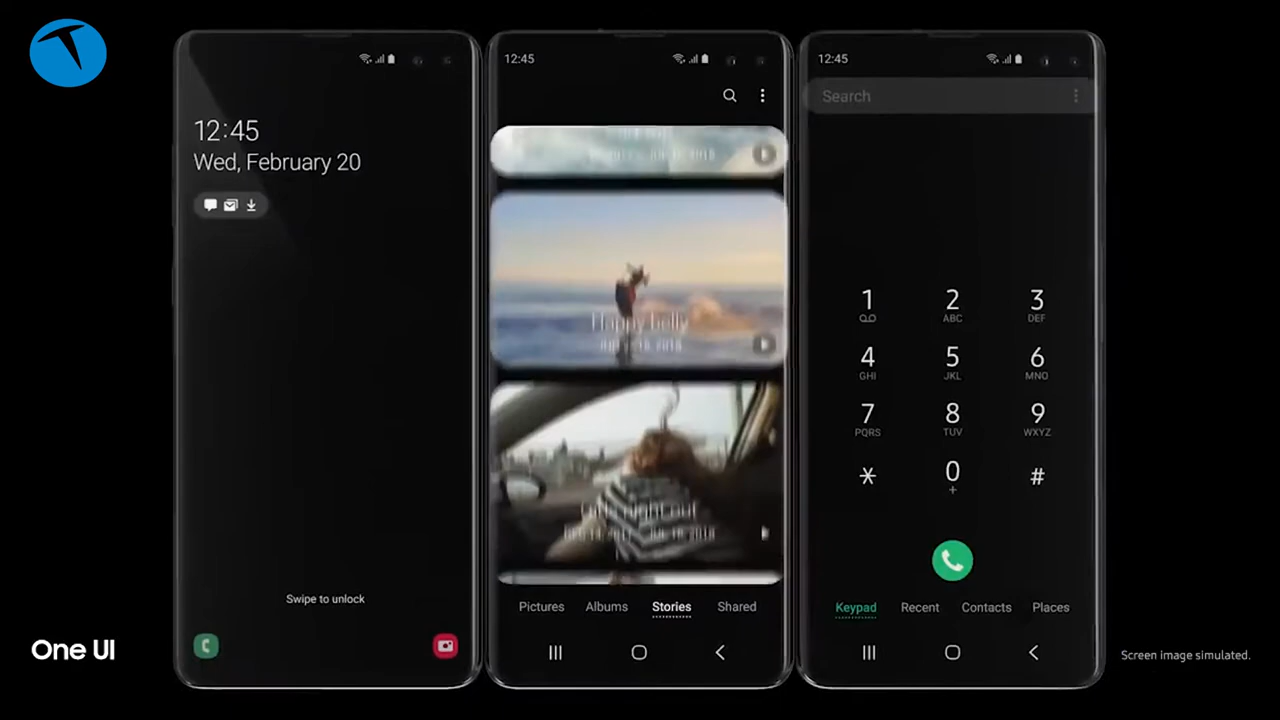 12:45
Wed, February 20
Swipe to unlock
One UI
12:45
Happy belly
Pictures Albums Stories Shared
12:45
Search
1 2 3
ABC DEF
4 5 6
GHI JKL MNO
7 8 9
PQRS TUV WXYZ
* 0 #
+
Keypad Recent Contacts Places
Screen image simulated.